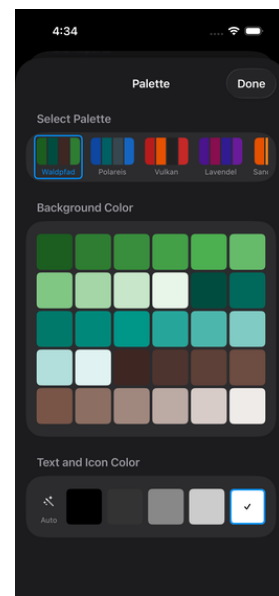 4:34
Palette
Done
Select Palette
Waldpfad
Polareis
Vulkan
Lavendel
Background Color
Text and Icon Color
Auto